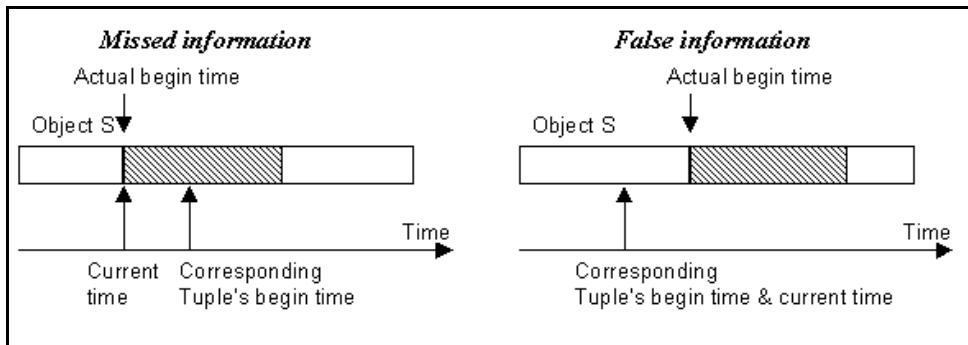 Missed information
Actual begin time
Object S
Time
Current
time
Corresponding
Tuple's begin time
False information
Actual begin time
Object S
Time
Corresponding
Tuple's begin time & current time